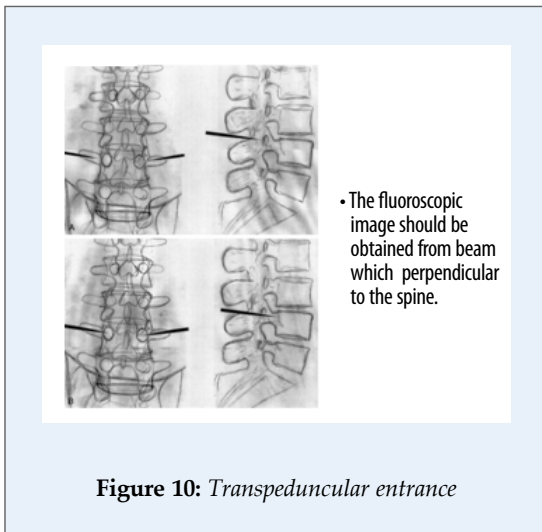 A
• The fluoroscopic
image should be
obtained from beam
which perpendicular
to the spine.
B
Figure 10: Transpeduncular entrance